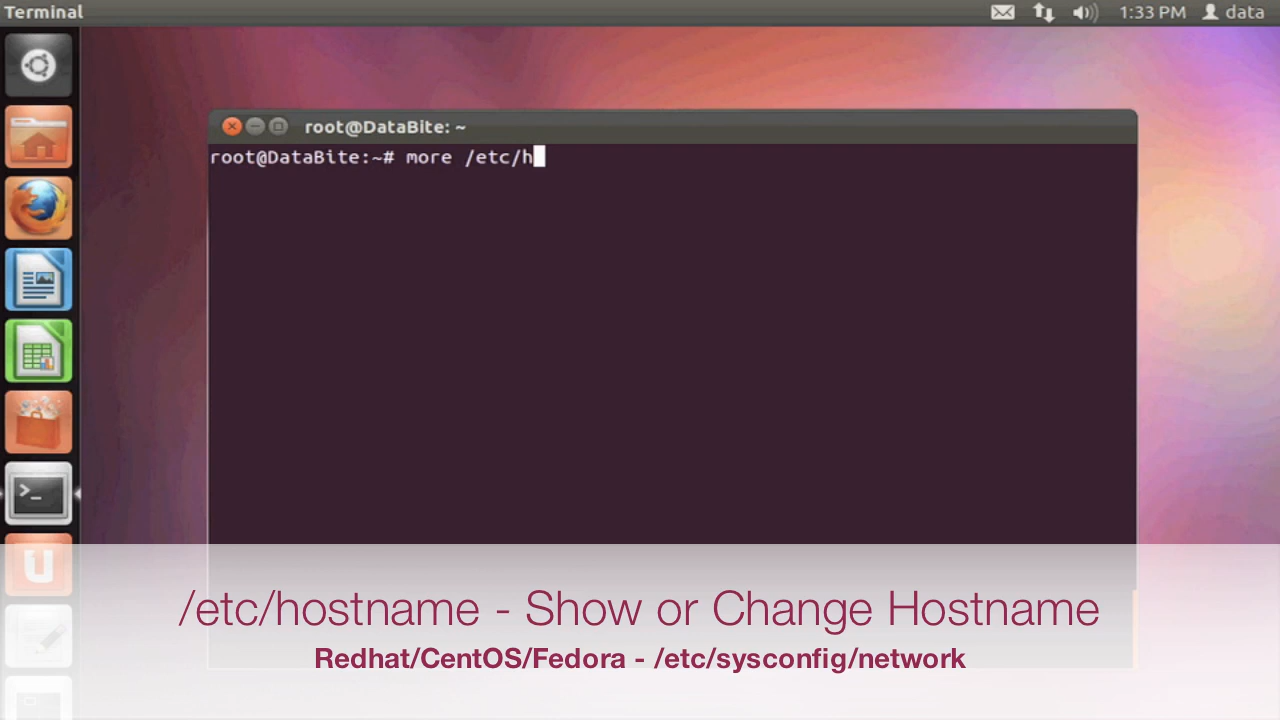 Terminal
1:33 PM data
root@DataBite: ~
root@DataBite:~# more /etc/h
/etc/hostname - Show or Change Hostname
Redhat/CentOS/Fedora - /etc/sysconfig/network